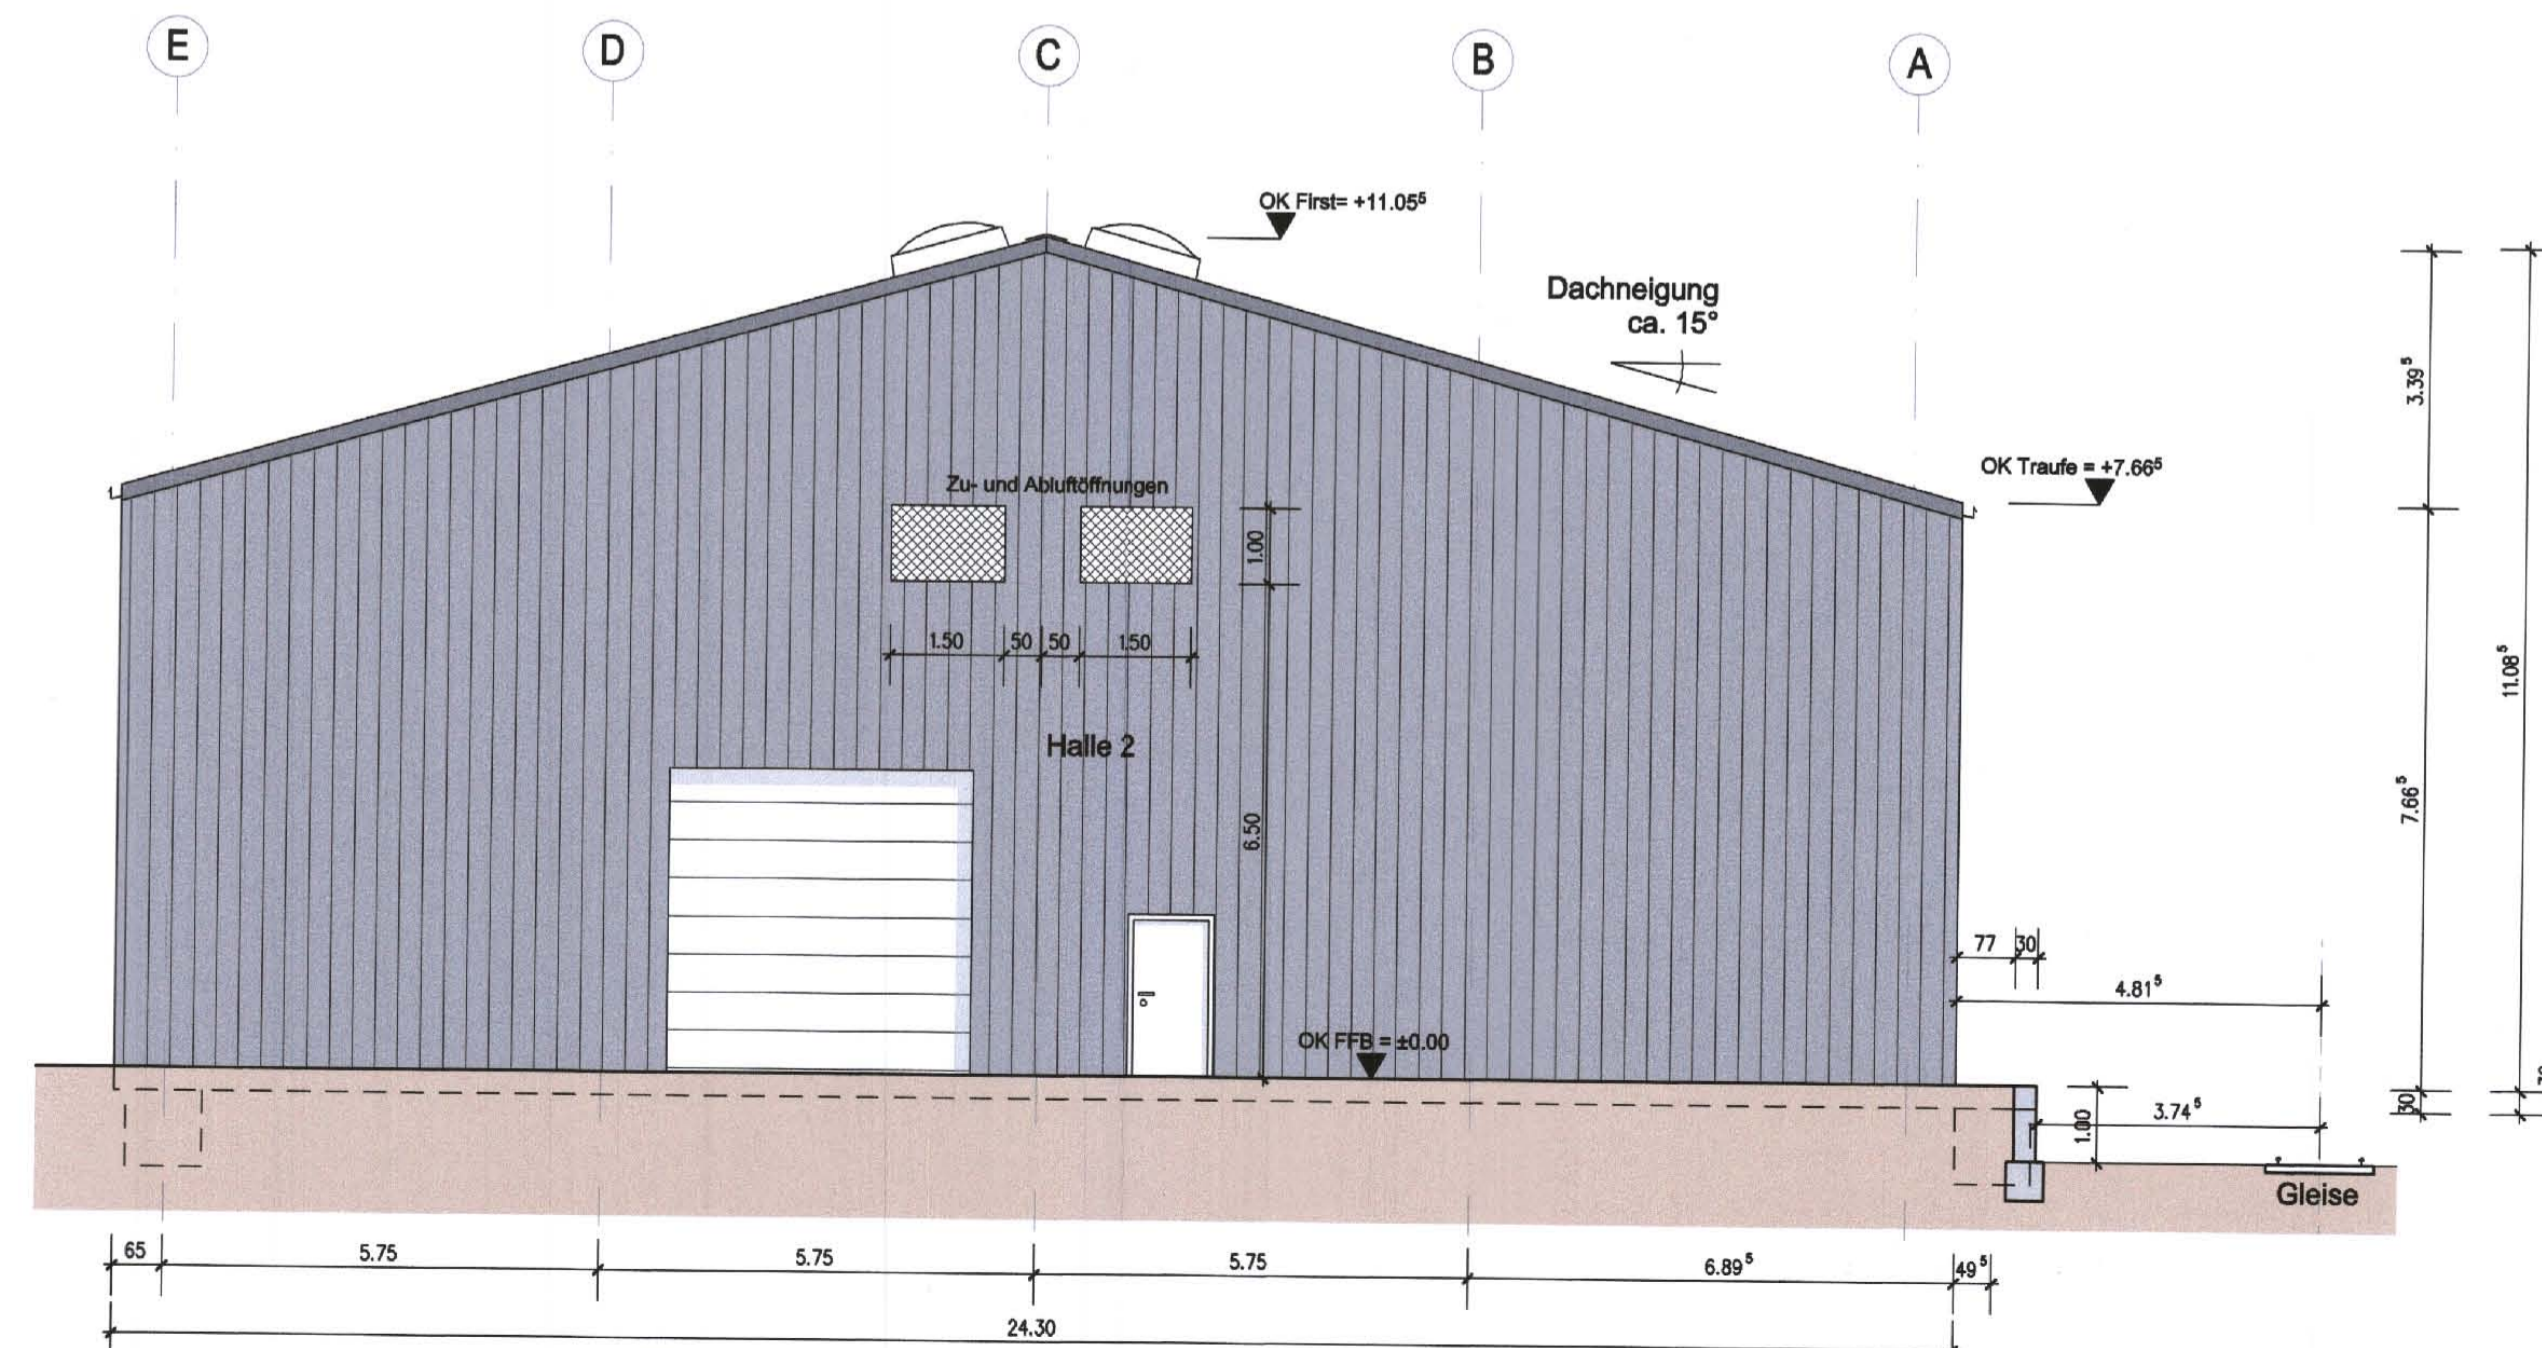 E
D
C
B
A
OK First= +11.05⁵
Dachneigung
ca. 15°
3.39⁵
OK Traufe = +7.66⁵
Zu- und Abluftöffnungen
1.00
1.50
50
50
1.50
11.08⁵
Halle 2
7.66⁵
6.50
77
30
4.81⁵
OK FFB = ±0.00
30
1.00
3.74⁵
Gleise
65
5.75
5.75
5.75
6.89⁵
49⁵
24.30